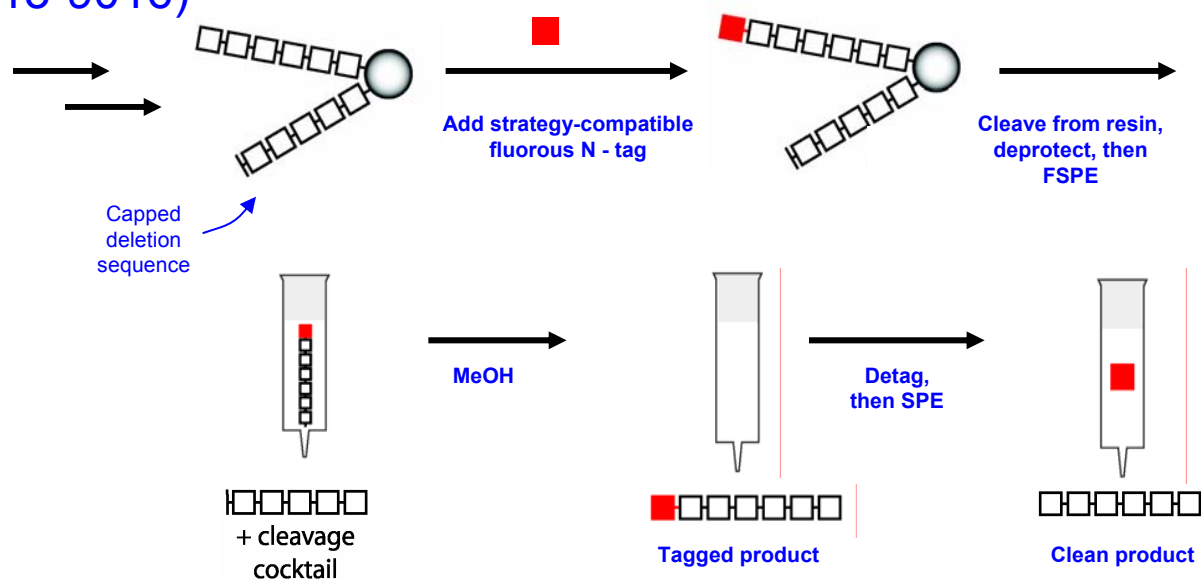 Add strategy-compatible
fluorous N - tag
Cleave from resin,
deprotect, then
FSPE
Capped
deletion
sequence
MeOH
Detag,
then SPE
+ cleavage
cocktail
Tagged product
Clean product